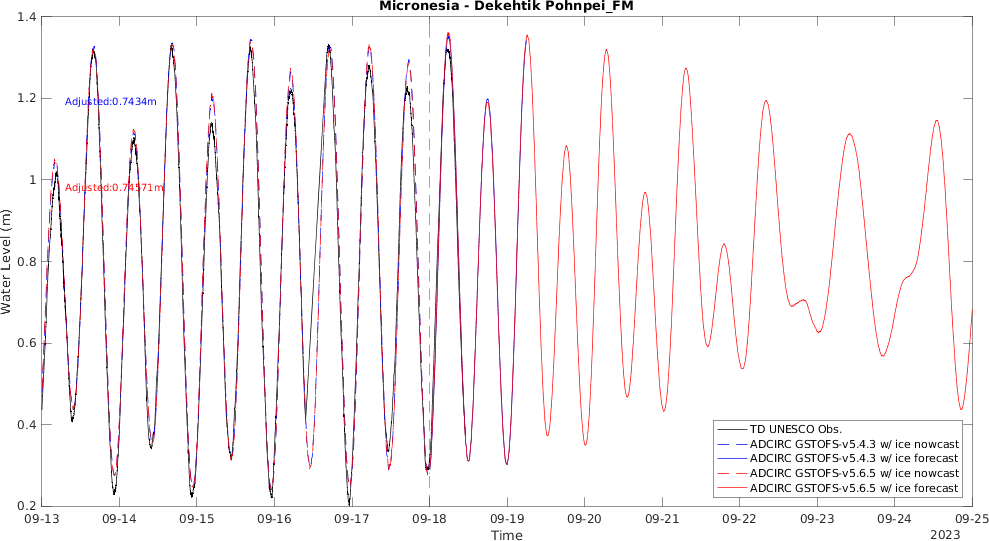 Micronesia - Dekehtik Pohnpei_FM
1.4
1.2
1
0.8
0.6
0.4
0.2
Water Level (m)
Adjusted:0.7434m
Adjusted:0.74571m
TD UNESCO Obs.
ADCIRC GSTOFS-v5.4.3 w/ ice nowcast
ADCIRC GSTOFS-v5.4.3 w/ ice forecast
ADCIRC GSTOFS-v5.6.5 w/ ice nowcast
ADCIRC GSTOFS-v5.6.5 w/ ice forecast
09-13 09-14 09-15 09-16 09-17 09-18 09-19 09-20 09-21 09-22 09-23 09-24 09-25
Time
2023